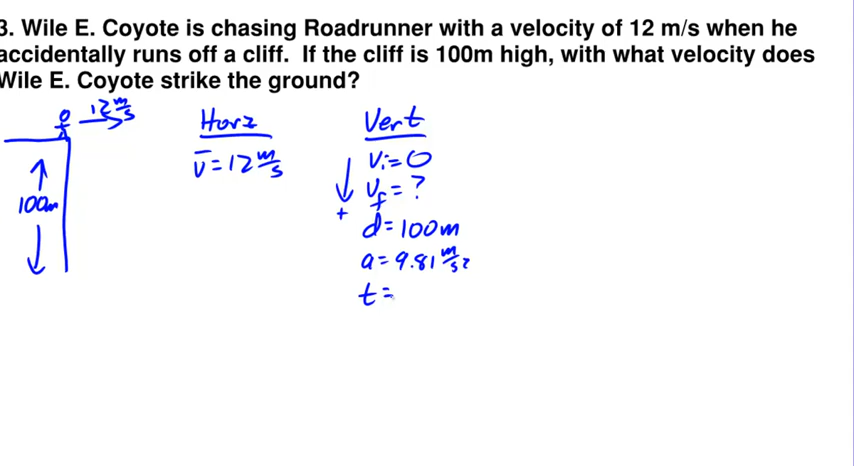 3. Wile E. Coyote is chasing Roadrunner with a velocity of 12 m/s when he
accidentally runs off a cliff.  If the cliff is 100m high, with what velocity does
Wile E. Coyote strike the ground?
12 m/s
Horz
Vert
v̄ = 12 m/s
vᵢ = 0
v_f = ?
+
100m
d = 100m
a = 9.81 m/s²
t =